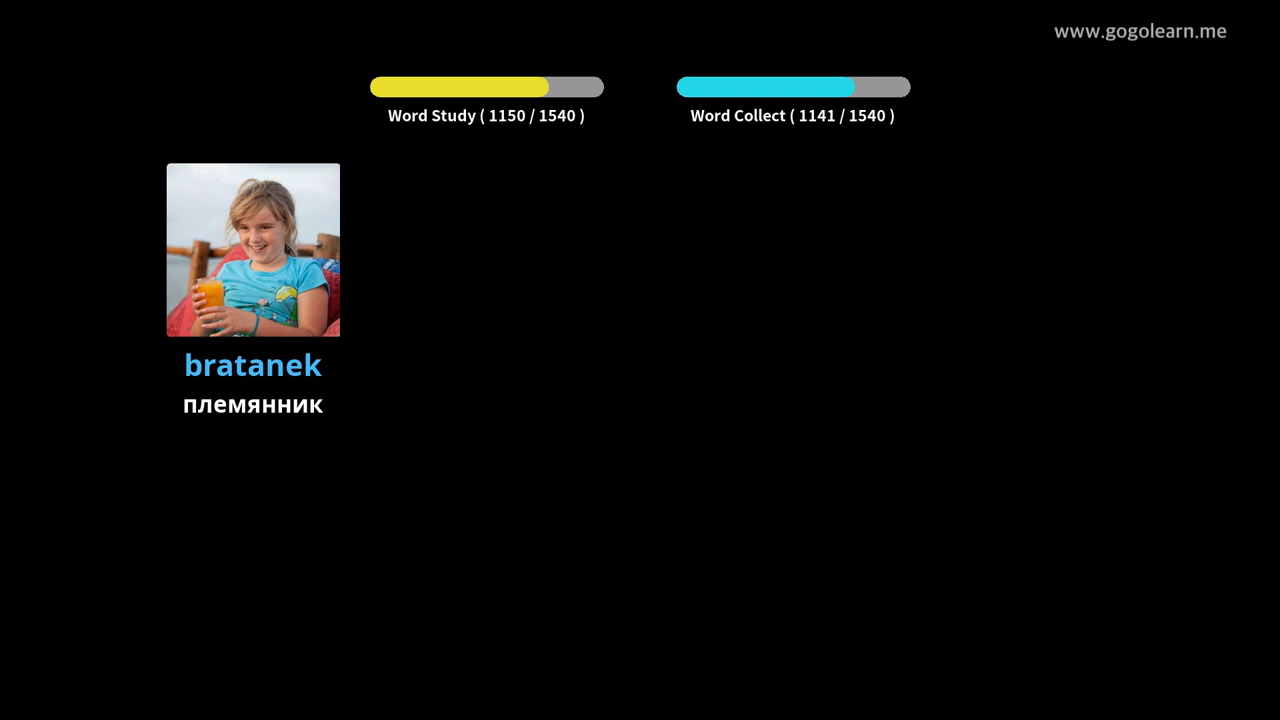 www.gogolearn.me
Word Study ( 1150 / 1540 )
Word Collect ( 1141 / 1540 )
bratanek
племянник